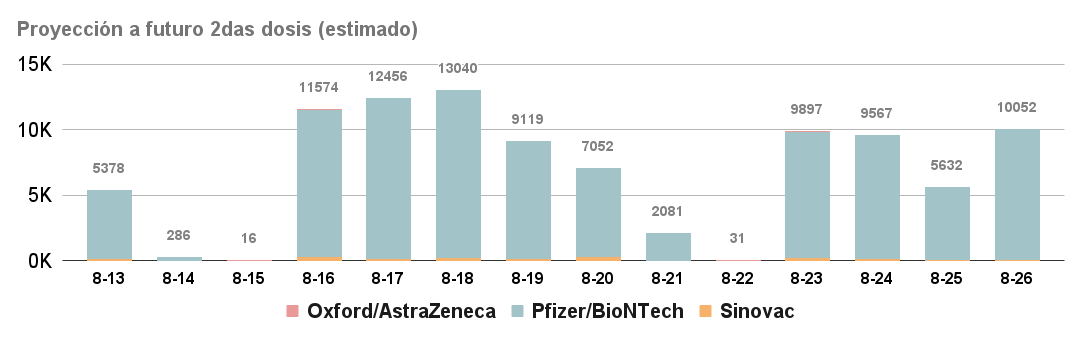 Proyección a futuro 2das dosis (estimado)
15K
10K
5K
0K
5378
286
16
11574
12456
13040
9119
7052
2081
31
9897
9567
5632
10052
8-13 8-14 8-15 8-16 8-17 8-18 8-19 8-20 8-21 8-22 8-23 8-24 8-25 8-26
Oxford/AstraZeneca Pfizer/BioNTech Sinovac